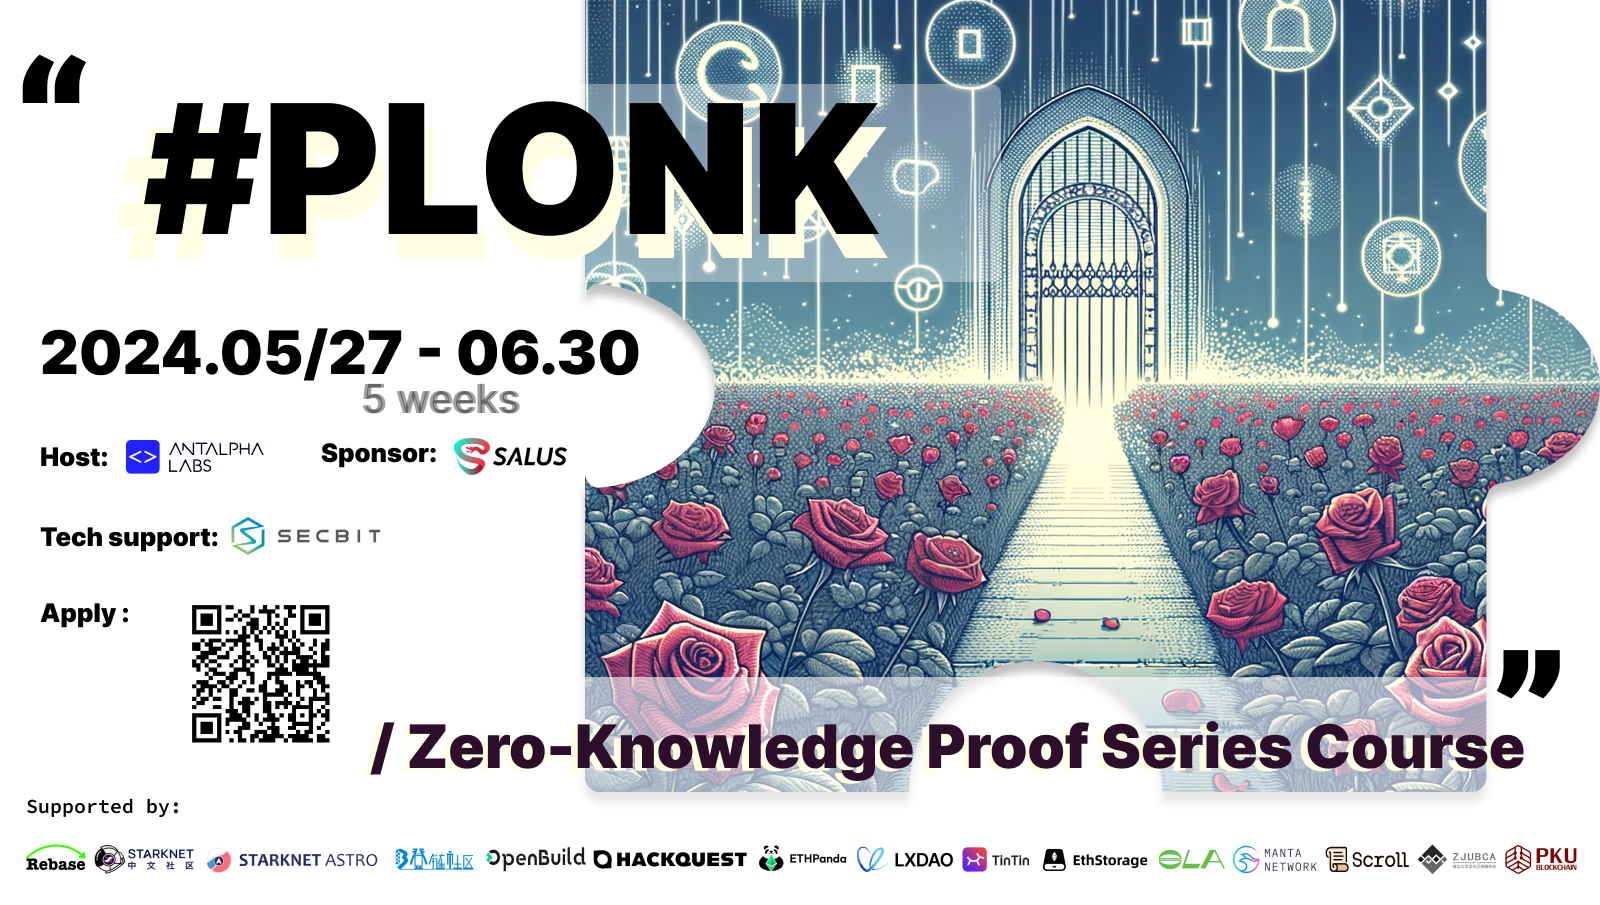 “
#PLONK
2024.05/27 - 06.30
5 weeks
Host: <> ANTALPHA LABS
Sponsor: SALUS
Tech support: SECBIT
Apply :
”
/ Zero-Knowledge Proof Series Course
Supported by:
Rebase
STARKNET
中 文 社 区
STARKNET ASTRO
OpenBuild
HACKQUEST
ETHPanda
LXDAO
TinTin
EthStorage
OLA
MANTA
NETWORK
Scroll
ZJUBCA
PKU
BLOCKCHAIN